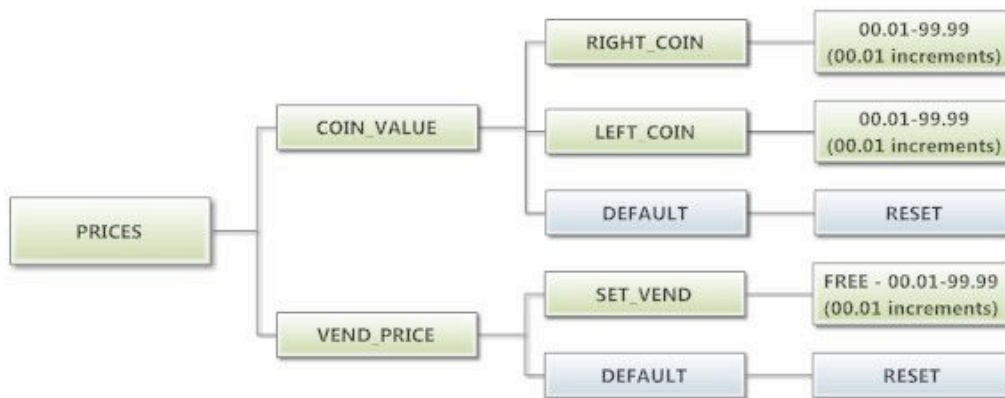 PRICES
COIN_VALUE
RIGHT_COIN
00.01-99.99
(00.01 increments)
LEFT_COIN
00.01-99.99
(00.01 increments)
DEFAULT
RESET
VEND_PRICE
SET_VEND
FREE - 00.01-99.99
(00.01 increments)
DEFAULT
RESET